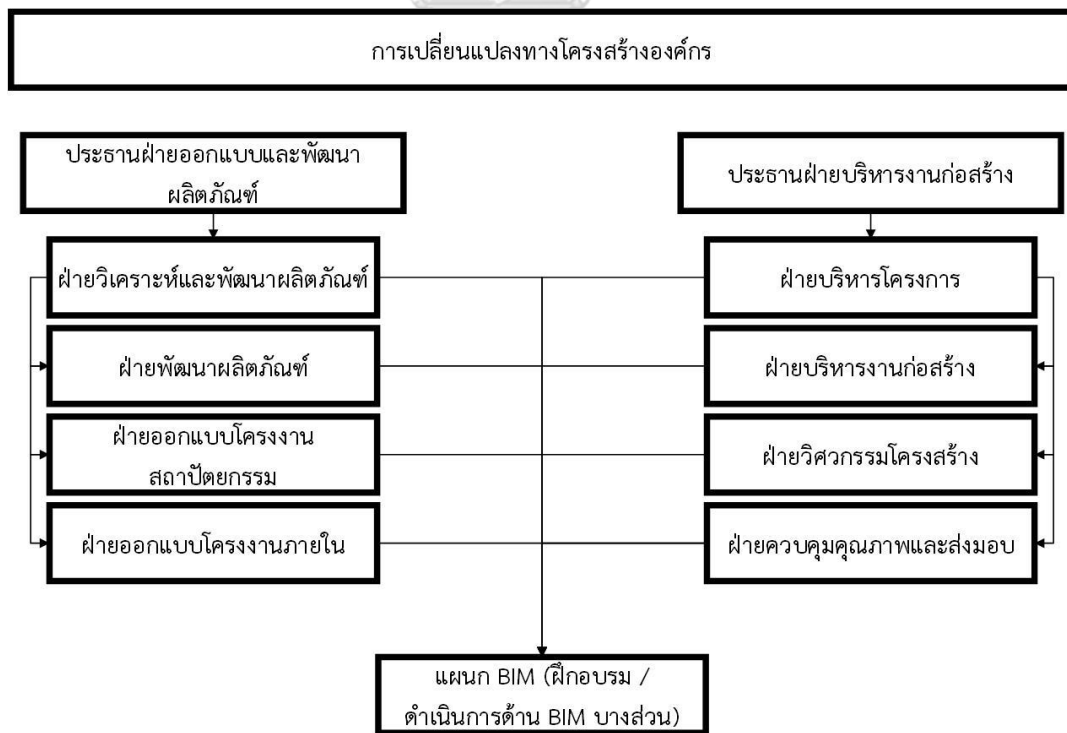 การเปลี่ยนแปลงทางโครงสร้างองค์กร
ประธานฝ่ายออกแบบและพัฒนา
ผลิตภัณฑ์
ประธานฝ่ายบริหารงานก่อสร้าง
ฝ่ายวิเคราะห์และพัฒนาผลิตภัณฑ์
ฝ่ายบริหารโครงการ
ฝ่ายพัฒนาผลิตภัณฑ์
ฝ่ายบริหารงานก่อสร้าง
ฝ่ายออกแบบโครงงาน
สถาปัตยกรรม
ฝ่ายวิศวกรรมโครงสร้าง
ฝ่ายออกแบบโครงงานภายใน
ฝ่ายควบคุมคุณภาพและส่งมอบ
แผนก BIM (ฝึกอบรม /
ดำเนินการด้าน BIM บางส่วน)